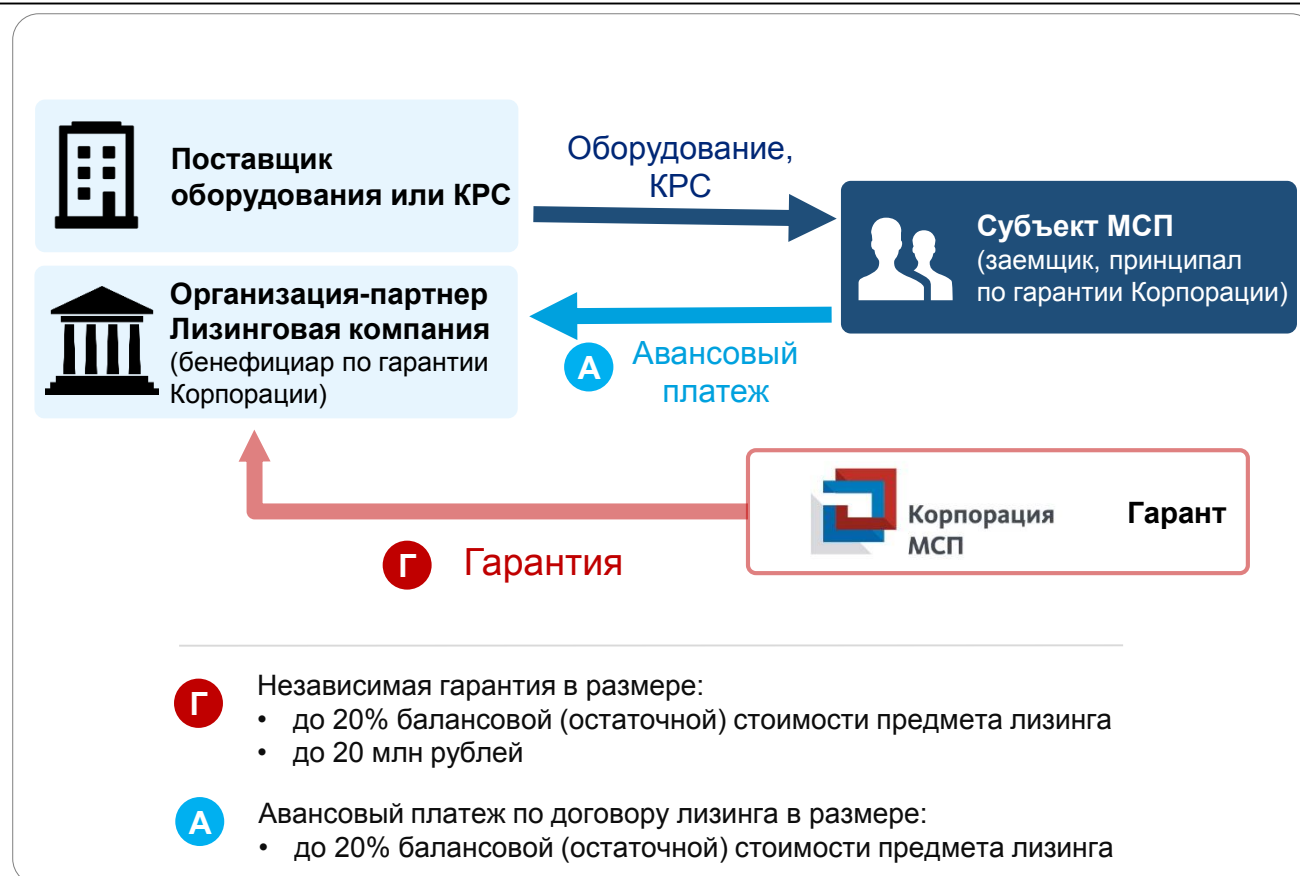 Поставщик
оборудования или КРС
Оборудование,
КРС
Субъект МСП
(заемщик, принципал
по гарантии Корпорации)
Организация-партнер
Лизинговая компания
(бенефициар по гарантии
Корпорации)
А
Авансовый
платеж
Корпорация
МСП
Гарант
Г
Гарантия
Г
Независимая гарантия в размере:
• до 20% балансовой (остаточной) стоимости предмета лизинга
• до 20 млн рублей
А
Авансовый платеж по договору лизинга в размере:
• до 20% балансовой (остаточной) стоимости предмета лизинга